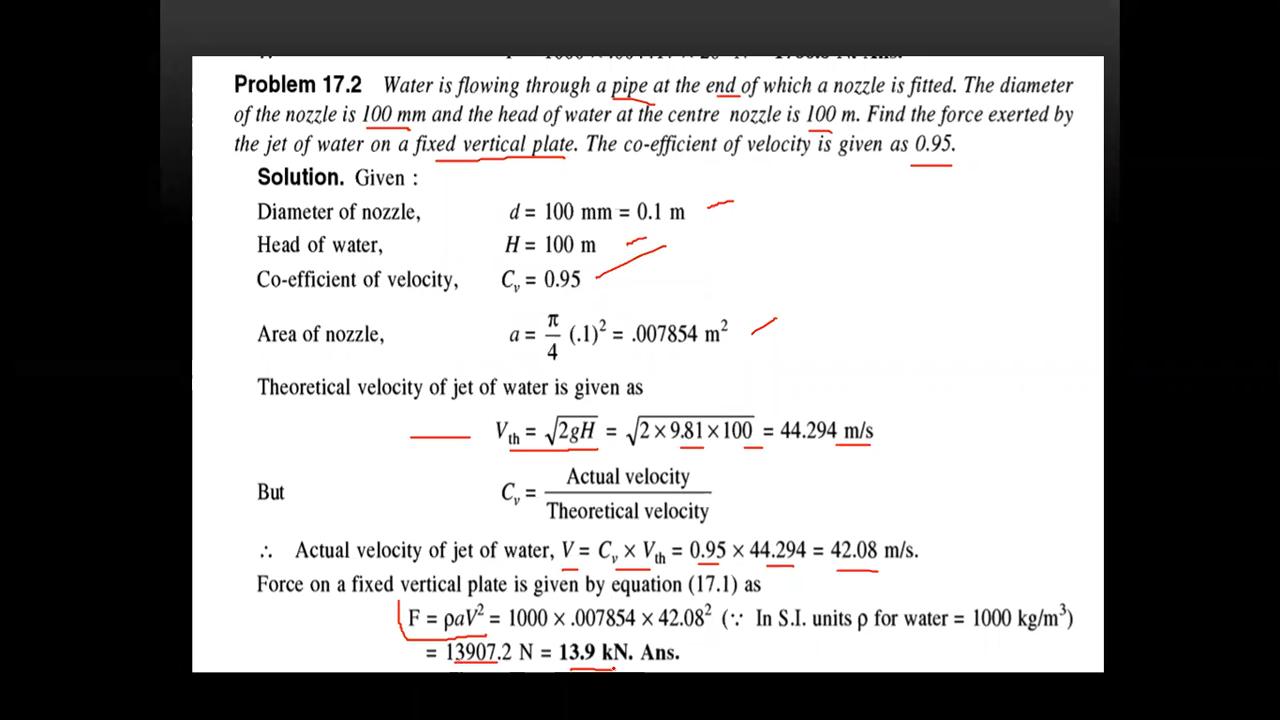 Problem 17.2 Water is flowing through a pipe at the end of which a nozzle is fitted. The diameter
of the nozzle is 100 mm and the head of water at the centre nozzle is 100 m. Find the force exerted by
the jet of water on a fixed vertical plate. The co-efficient of velocity is given as 0.95.
Solution. Given :
Diameter of nozzle, d = 100 mm = 0.1 m
Head of water, H = 100 m
Co-efficient of velocity, Cᵥ = 0.95
Area of nozzle, a = π/4 (.1)² = .007854 m²
Theoretical velocity of jet of water is given as
Vth = √2gH = √2 × 9.81 × 100 = 44.294 m/s
But Cᵥ = Actual velocity / Theoretical velocity
∴ Actual velocity of jet of water, V = Cᵥ × Vth = 0.95 × 44.294 = 42.08 m/s.
Force on a fixed vertical plate is given by equation (17.1) as
F = ρaV² = 1000 × .007854 × 42.08² (∵ In S.I. units ρ for water = 1000 kg/m³)
= 13907.2 N = 13.9 kN. Ans.